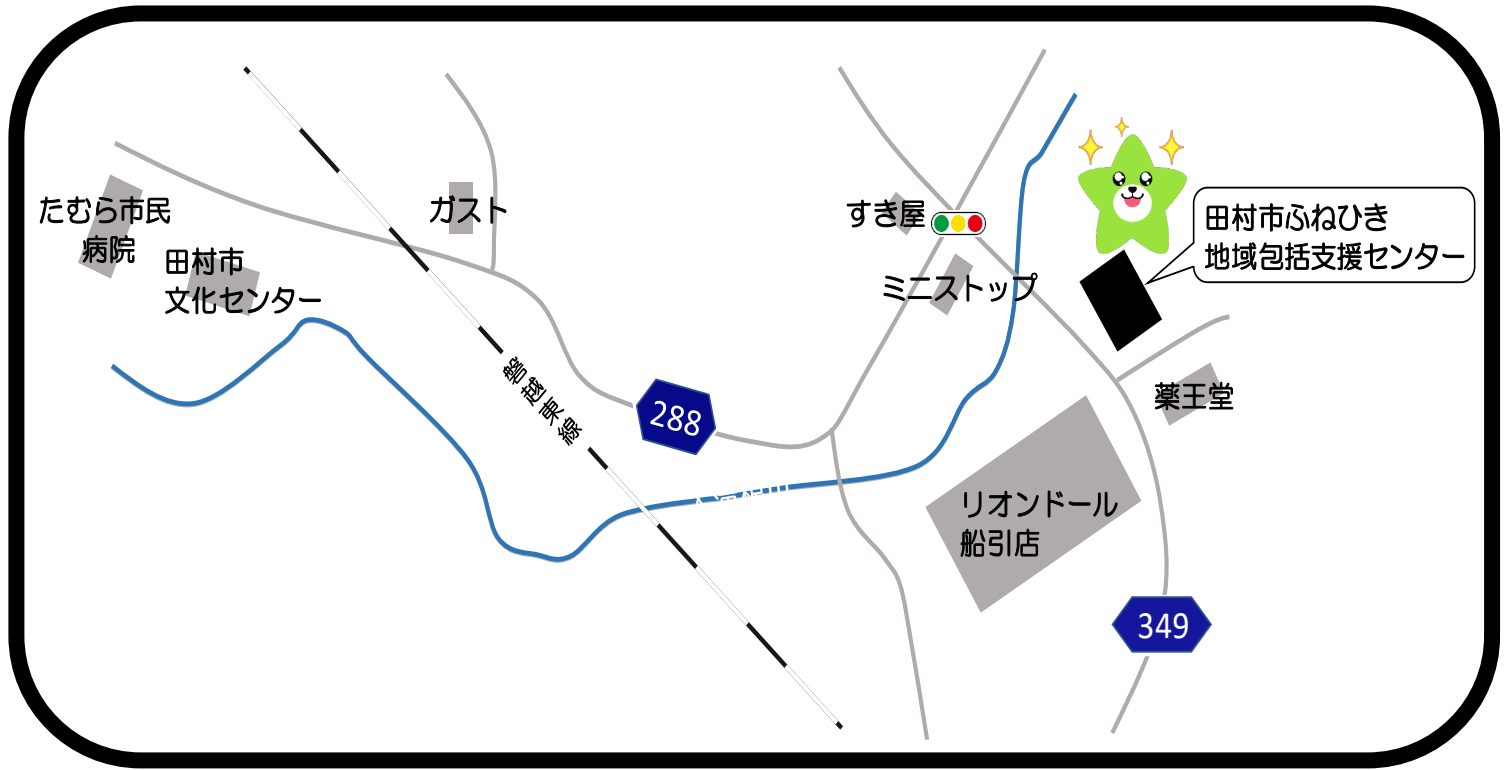 たむら市民
病院
田村市
文化センター
ガスト
磐越東線
288
すき屋
ミニストップ
田村市ふねひき
地域包括支援センター
薬王堂
リオンドール
船引店
349